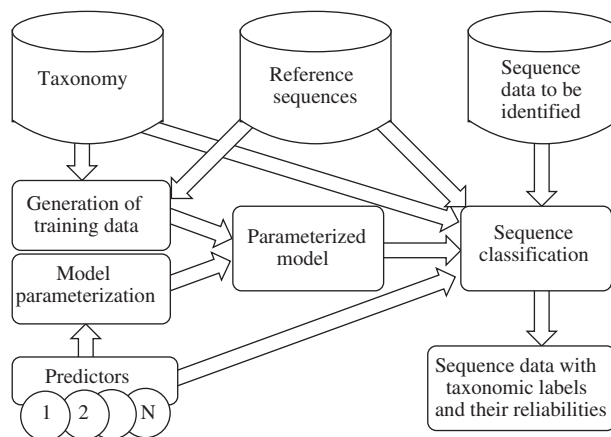 Taxonomy
Reference
sequences
Sequence
data to be
identified
Generation of
training data
Parameterized
model
Sequence
classification
Model
parameterization
Predictors
1 2 N
Sequence data with
taxonomic labels
and their reliabilities